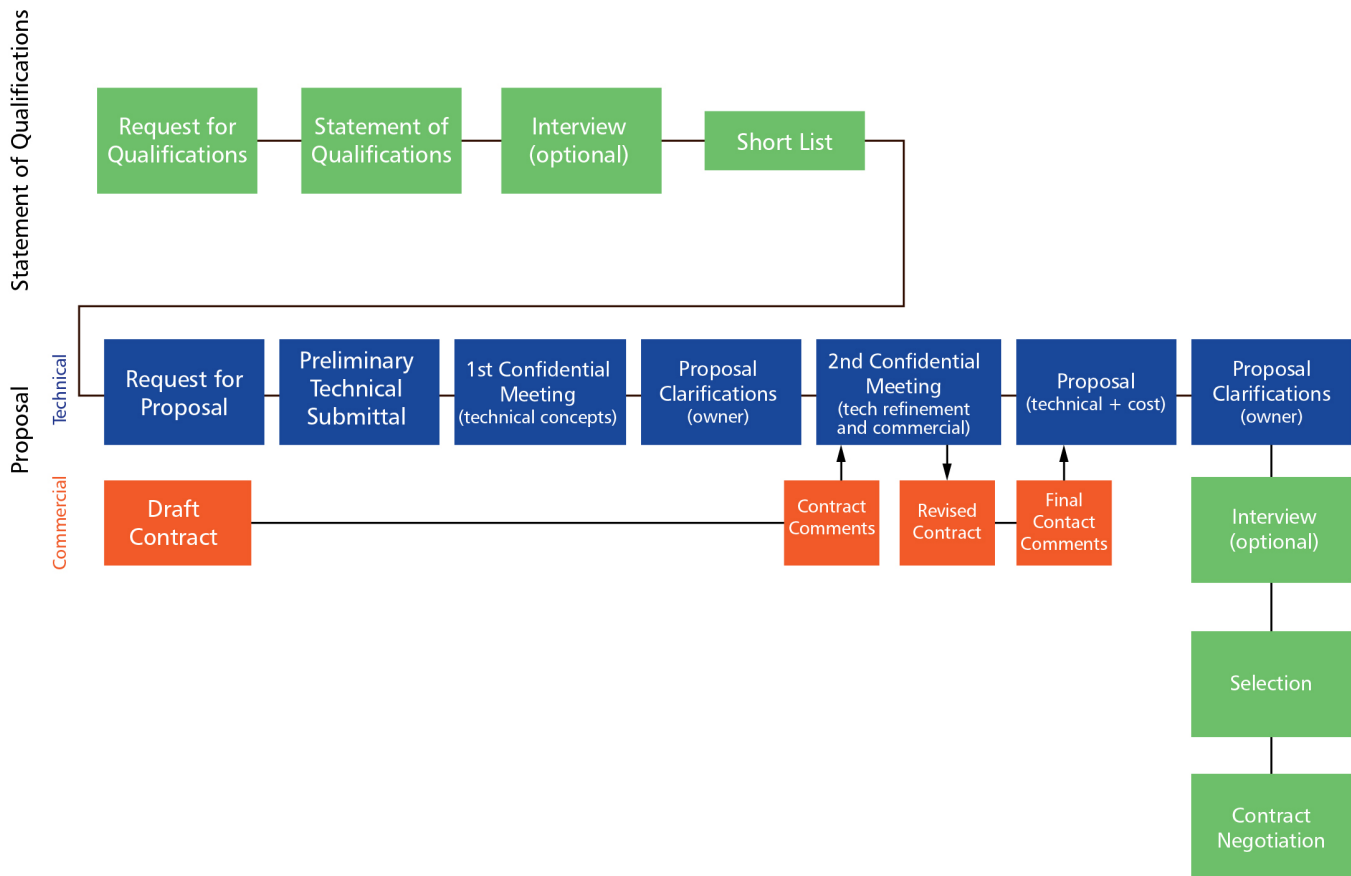 Statement of Qualifications
Request for
Qualifications
Statement of
Qualifications
Interview
(optional)
Short List
Proposal
Technical
Request for
Proposal
Preliminary
Technical
Submittal
1st Confidential
Meeting
(technical concepts)
Proposal
Clarifications
(owner)
2nd Confidential
Meeting
(tech refinement
and commercial)
Proposal
(technical + cost)
Proposal
Clarifications
(owner)
Commercial
Draft
Contract
Contract
Comments
Revised
Contract
Final
Contact
Comments
Interview
(optional)
Selection
Contract
Negotiation